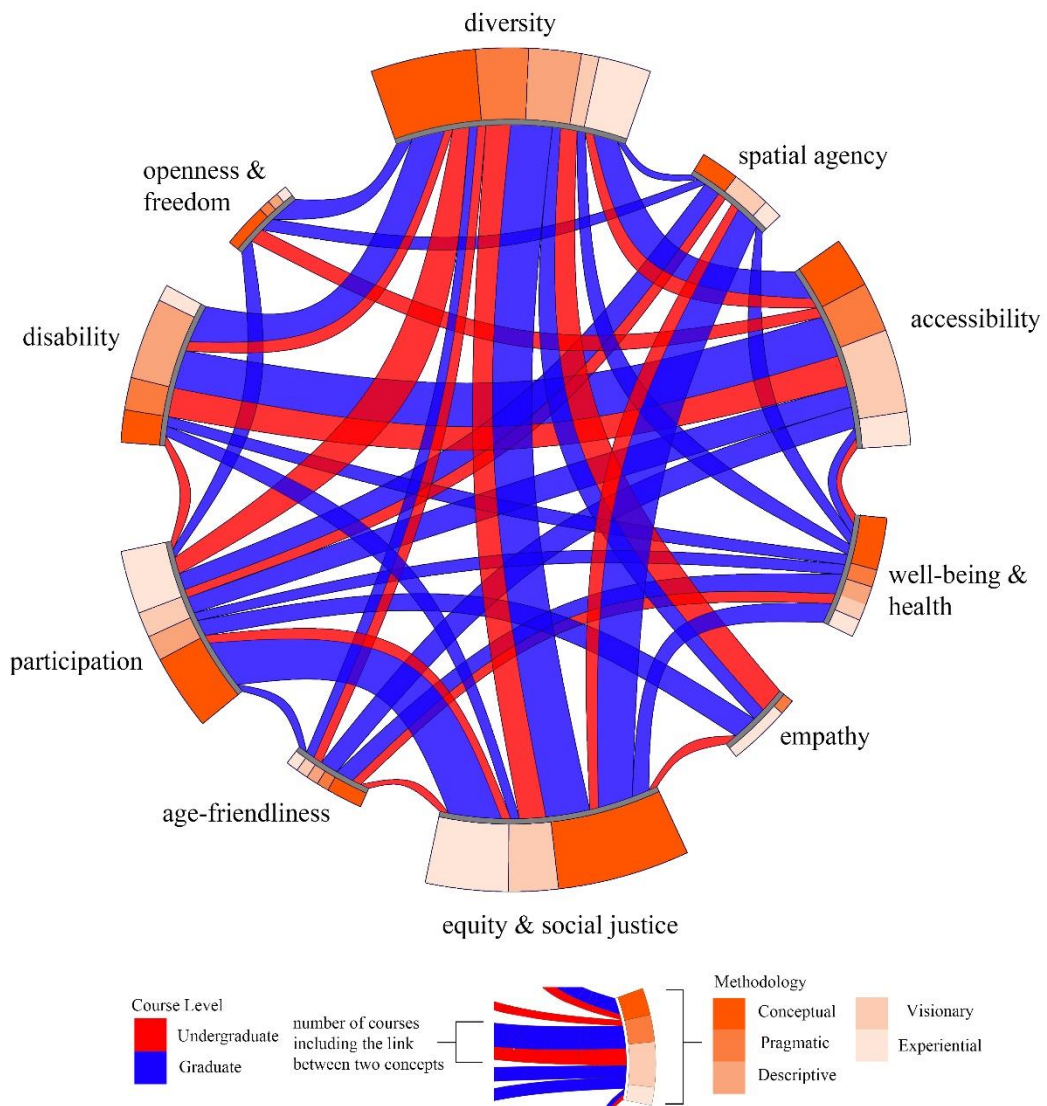 diversity
spatial agency
openness &
freedom
accessibility
disability
well-being &
health
participation
empathy
age-friendliness
equity & social justice
Course Level
Undergraduate
Graduate
number of courses
including the link
between two concepts
Methodology
Conceptual
Pragmatic
Descriptive
Visionary
Experiential